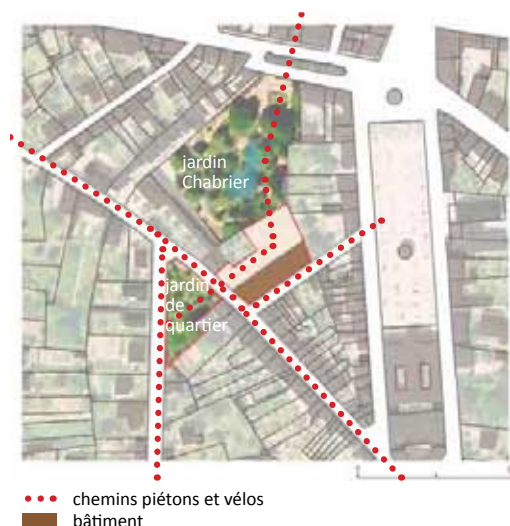 jardin
Chabrier
jardin
de
quartier
chemins piétons et vélos
bâtiment